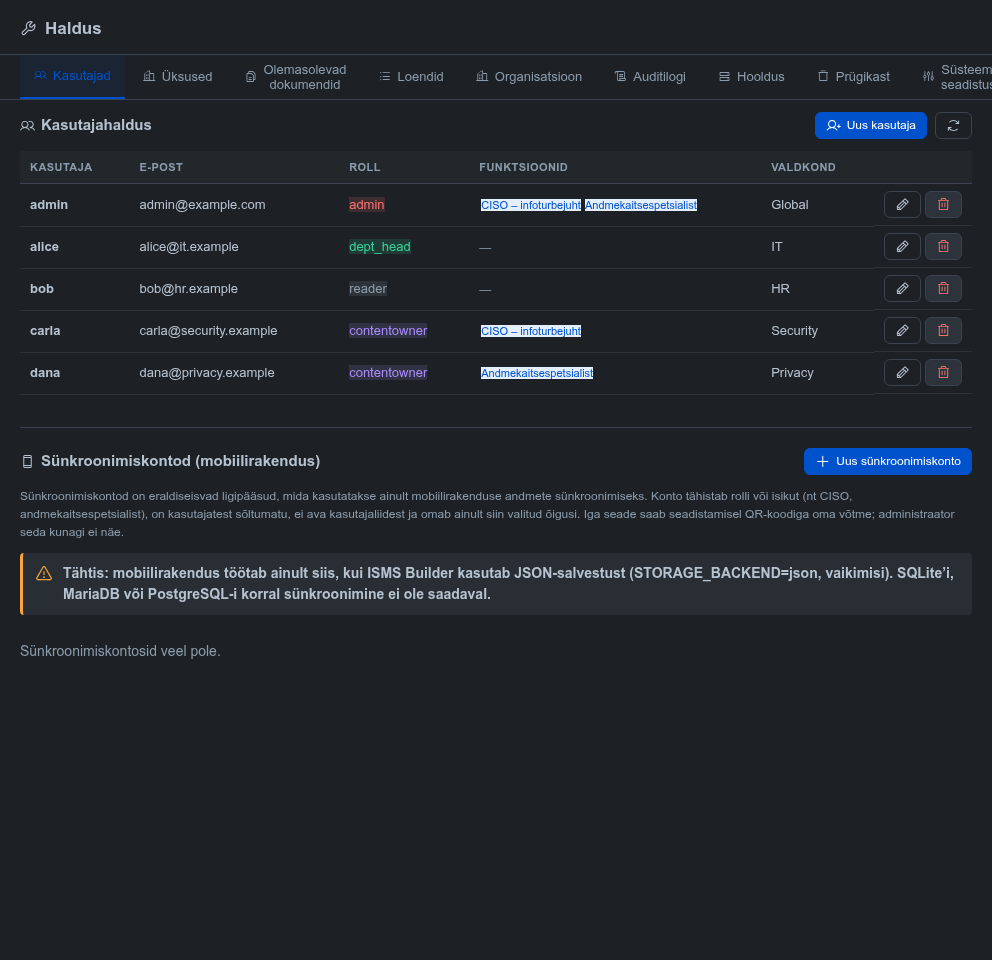 Haldus
Kasutajad
Üksused
Olemasolevad
dokumendid
Loendid
Organisatsioon
Auditilogi
Hooldus
Prügikast
Süsteem
seadistus
Kasutajahaldus
Uus kasutaja
KASUTAJA E-POST ROLL FUNKTSIOONID VALDKOND
admin admin@example.com admin CISO – infoturbejuht Andmekaitsespetsialist Global
alice alice@it.example dept_head — IT
bob bob@hr.example reader — HR
carla carla@security.example contentowner CISO – infoturbejuht Security
dana dana@privacy.example contentowner Andmekaitsespetsialist Privacy
Sünkroonimiskontod (mobiilirakendus)
Uus sünkroonimiskonto
Sünkroonimiskontod on eraldiseisvad ligipääsud, mida kasutatakse ainult mobiilirakenduse andmete sünkroonimiseks. Konto tähistab rolli või isikut (nt CISO,
andmekaitsespetsialist), on kasutajatest sõltumatu, ei ava kasutajaliidest ja omab ainult siin valitud õigusi. Iga seade saab seadistamisel QR-koodiga oma võtme; administraator
seda kunagi ei näe.
Tähtis: mobiilirakendus töötab ainult siis, kui ISMS Builder kasutab JSON-salvestust (STORAGE_BACKEND=json, vaikimisi). SQLite’i,
MariaDB või PostgreSQL-i korral sünkroonimine ei ole saadaval.
Sünkroonimiskontosid veel pole.